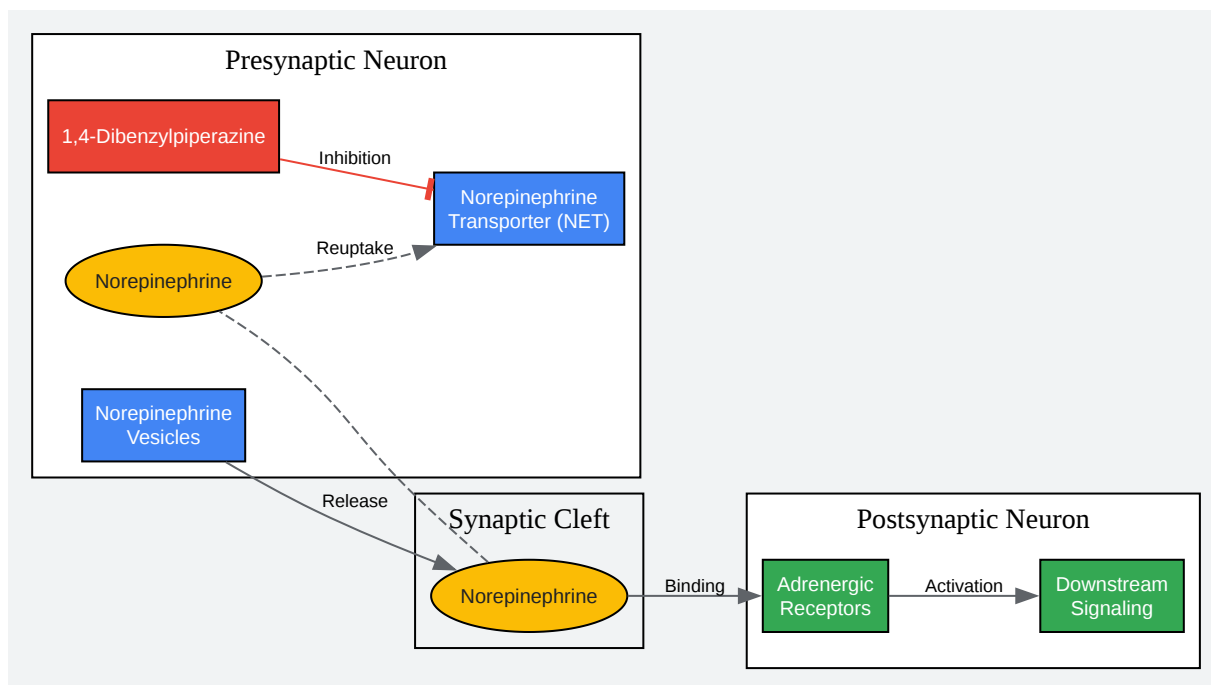 Presynaptic Neuron
1,4-Dibenzylpiperazine
Inhibition
Norepinephrine
Transporter (NET)
Reuptake
Norepinephrine
Norepinephrine
Vesicles
Release
Synaptic Cleft
Norepinephrine
Binding
Postsynaptic Neuron
Adrenergic
Receptors
Activation
Downstream
Signaling